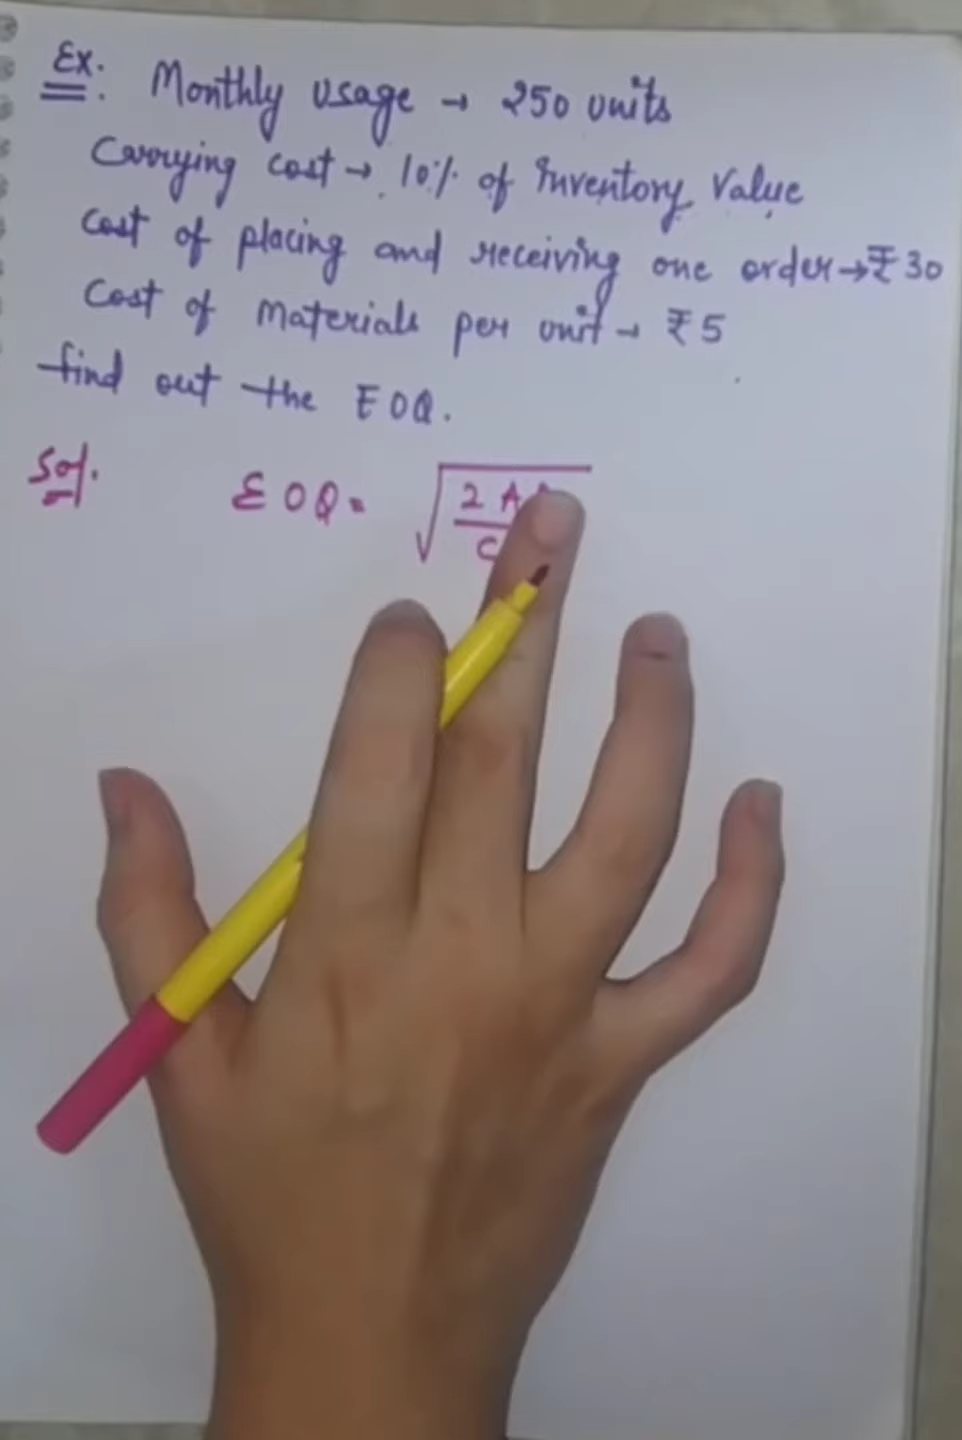 Ex: Monthly usage → 250 units
Carrying cost → 10% of Inventory Value
Cost of placing and receiving one order → ₹30
Cost of Materials per unit → ₹5
find out the EOQ.
Sol. EOQ = √2 A
C